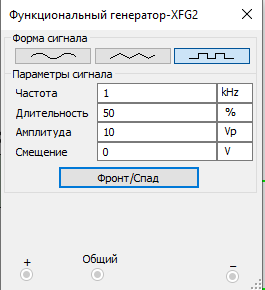 Функциональный генератор-XFG2
Форма сигнала
Параметры сигнала
Частота 1 kHz
Длительность 50 %
Амплитуда 10 Vp
Смещение 0 V
Фронт/Спад
+ Общий −